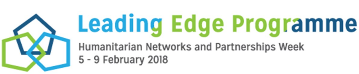 Leading Edge Programme
Humanitarian Networks and Partnerships Week
5 - 9 February 2018